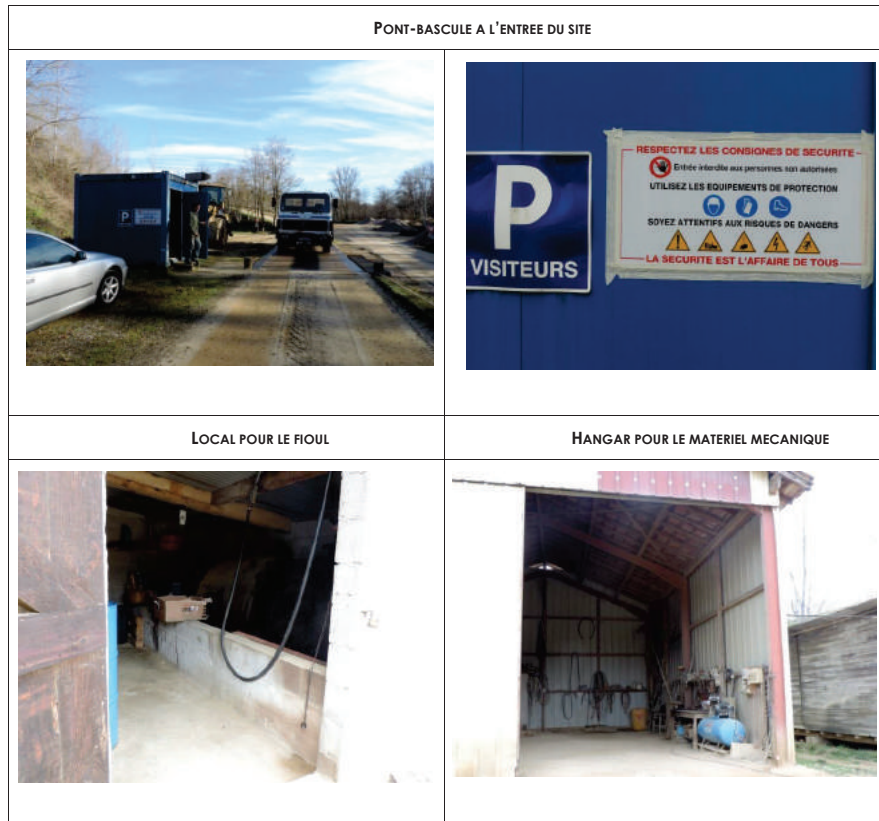 PONT-BASCULE A L'ENTREE DU SITE
P
P
VISITEURS
RESPECTEZ LES CONSIGNES DE SECURITE
Entrée interdite aux personnes non autorisées
UTILISEZ LES EQUIPEMENTS DE PROTECTION
SOYEZ ATTENTIFS AUX RISQUES DE DANGERS
LA SECURITE EST L'AFFAIRE DE TOUS
LOCAL POUR LE FIOUL
HANGAR POUR LE MATERIEL MECANIQUE